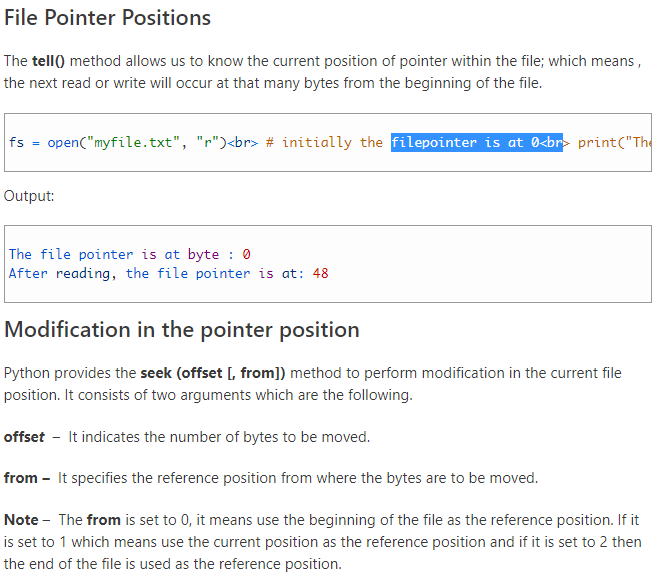 File Pointer Positions
The tell() method allows us to know the current position of pointer within the file; which means ,
the next read or write will occur at that many bytes from the beginning of the file.
fs = open("myfile.txt", "r")<br> # initially the filepointer is at 0<br> print("The
Output:
The file pointer is at byte : 0
After reading, the file pointer is at: 48
Modification in the pointer position
Python provides the seek (offset [, from]) method to perform modification in the current file
position. It consists of two arguments which are the following.
offset – It indicates the number of bytes to be moved.
from – It specifies the reference position from where the bytes are to be moved.
Note – The from is set to 0, it means use the beginning of the file as the reference position. If it
is set to 1 which means use the current position as the reference position and if it is set to 2 then
the end of the file is used as the reference position.